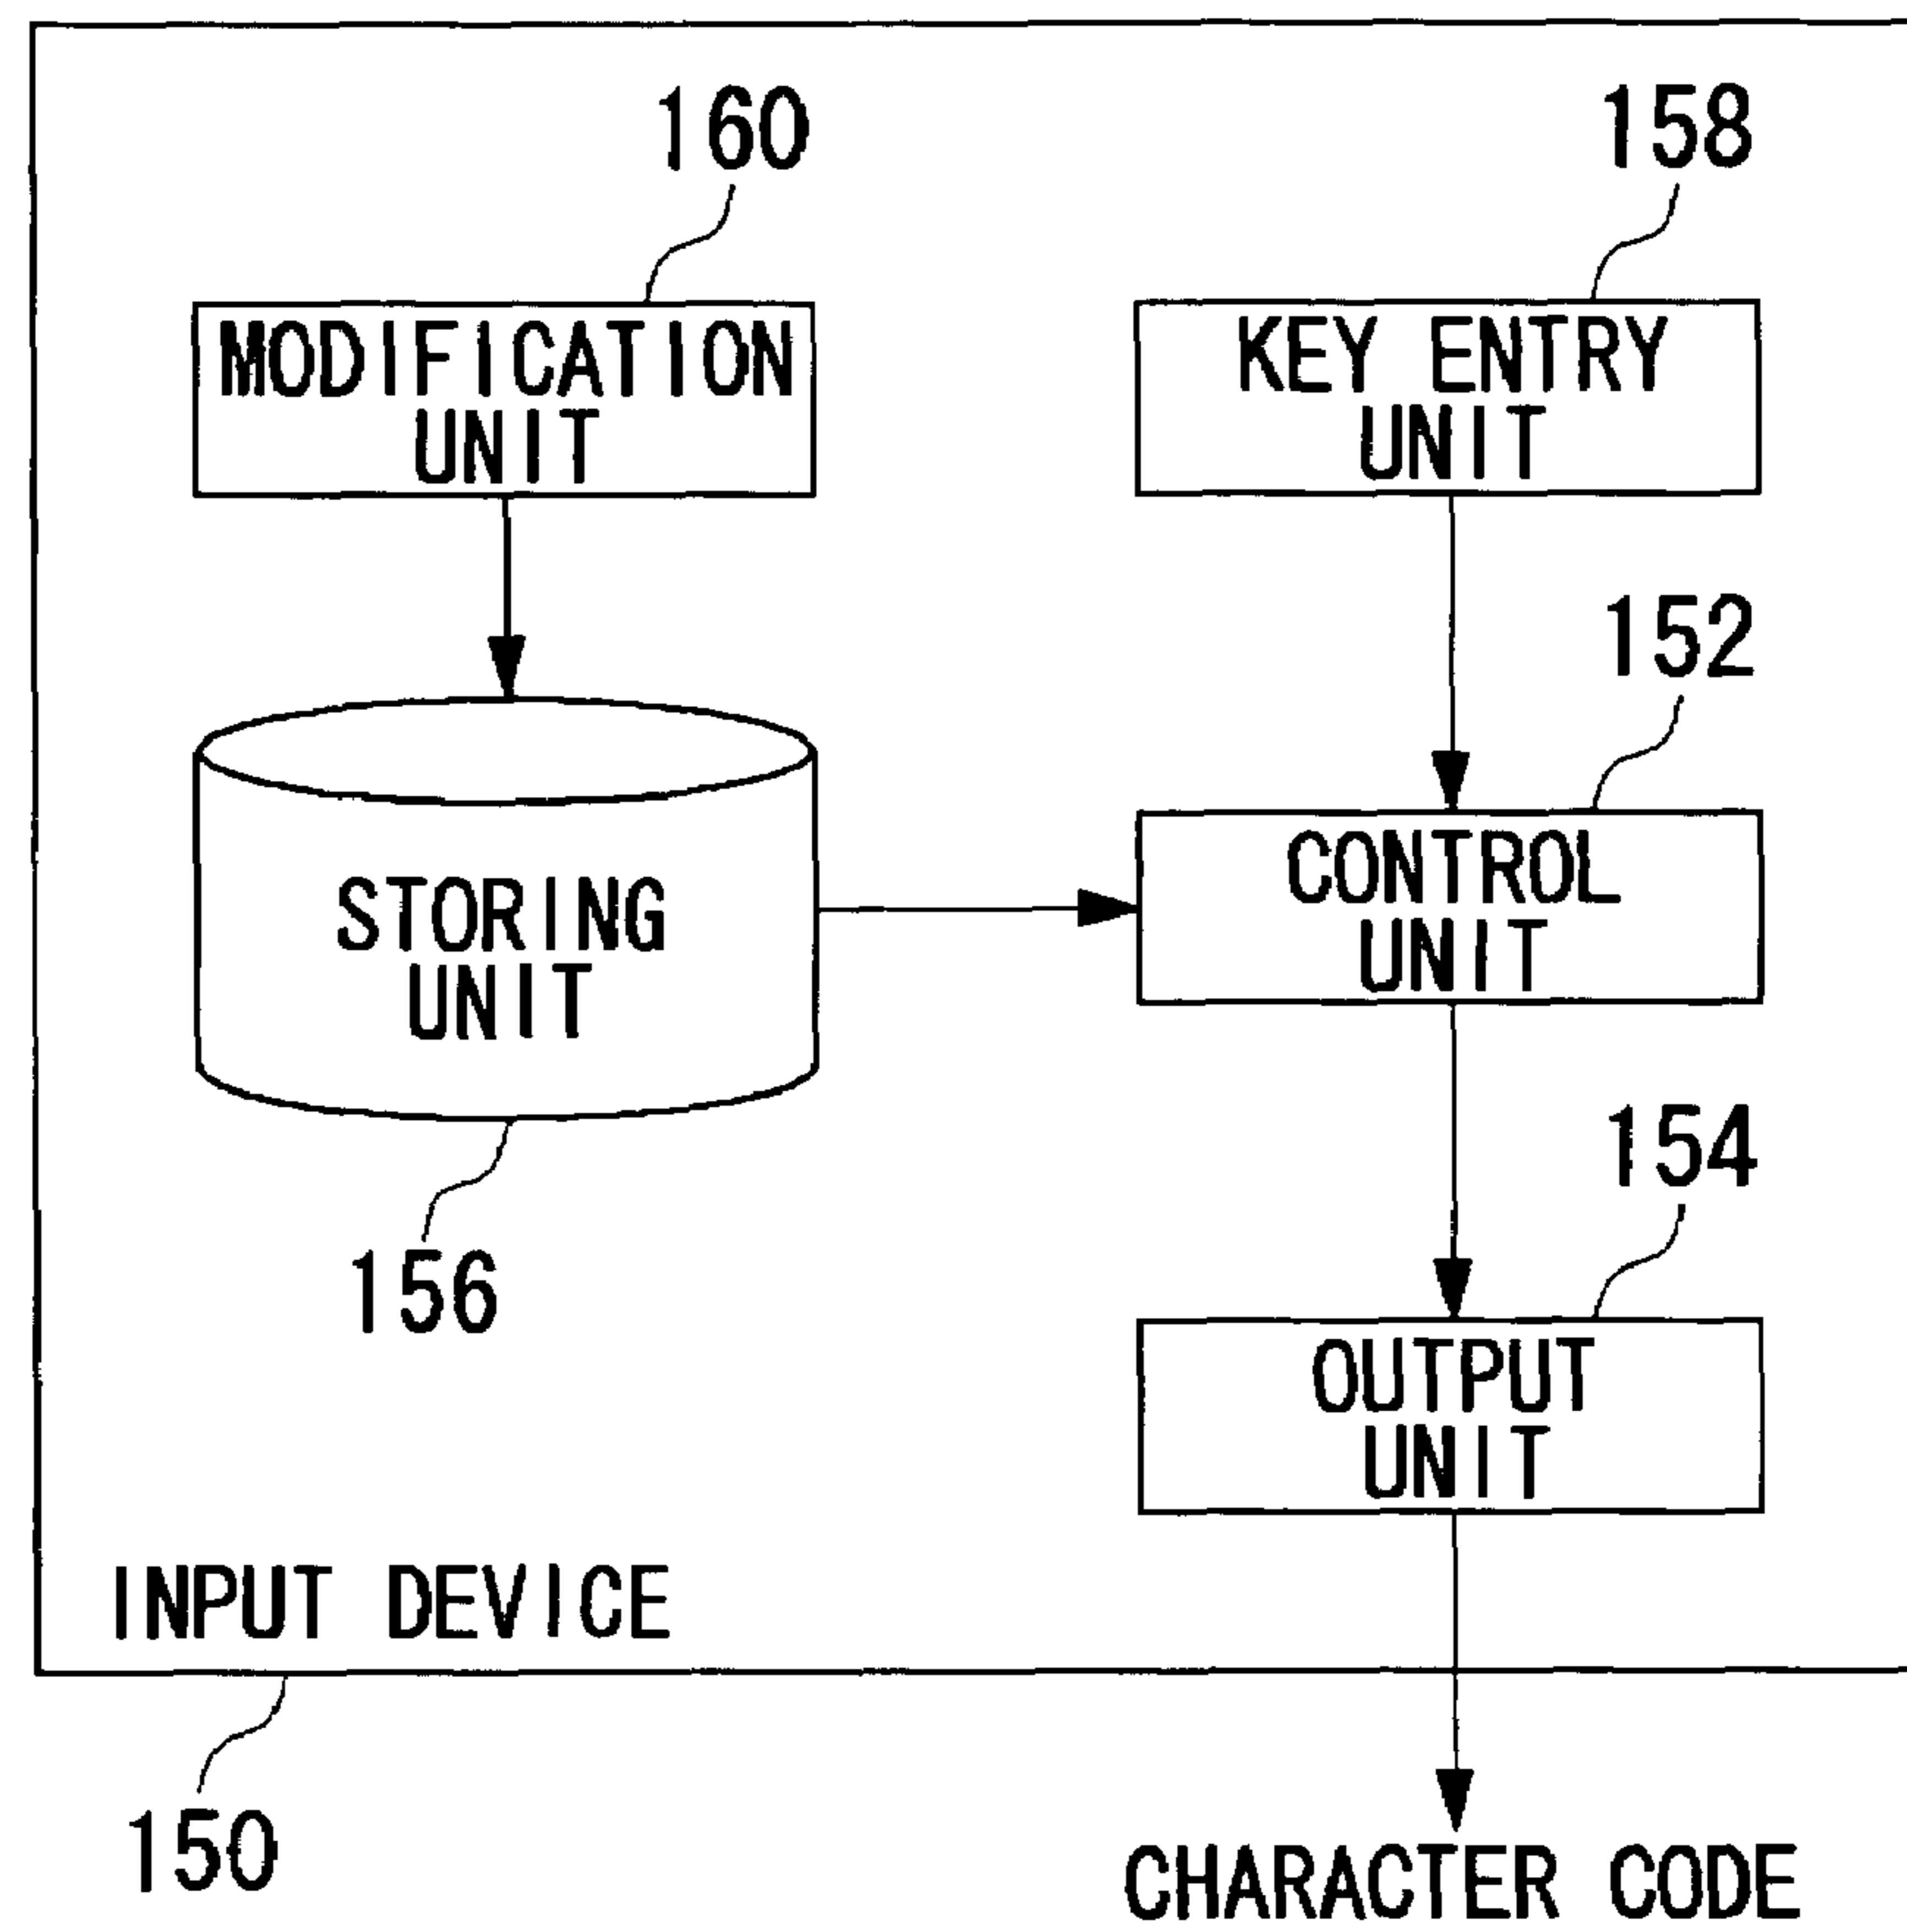 160
158
MODIFICATION
UNIT
KEY ENTRY
UNIT
152
STORING
UNIT
CONTROL
UNIT
156
154
OUTPUT
UNIT
INPUT DEVICE
150
CHARACTER CODE